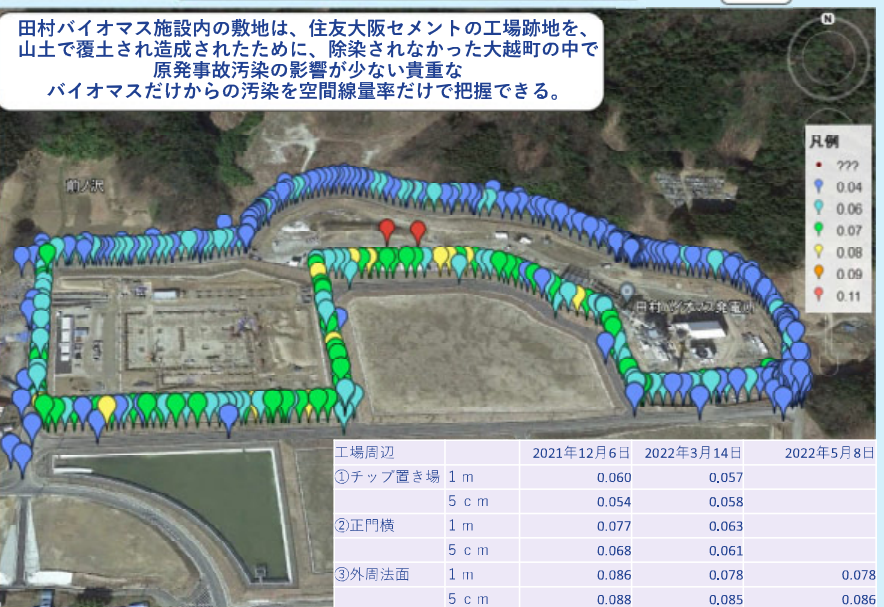 田村バイオマス施設内の敷地は、住友大阪セメントの工場跡地を、
山土で覆土され造成されたために、除染されなかった大越町の中で
原発事故汚染の影響が少ない貴重な
バイオマスだけからの汚染を空間線量率だけで把握できる。
N
凡例
???
0.04
0.06
0.07
0.08
0.09
0.11
前ノ沢
田村バイオマス発電所
工場周辺 2021年12月6日 2022年3月14日 2022年5月8日
①チップ置き場 1ｍ 0.060 0.057
5ｃｍ 0.054 0.058
②正門横 1ｍ 0.077 0.063
5ｃｍ 0.068 0.061
③外周法面 1ｍ 0.086 0.078 0.078
5ｃｍ 0.088 0.085 0.086